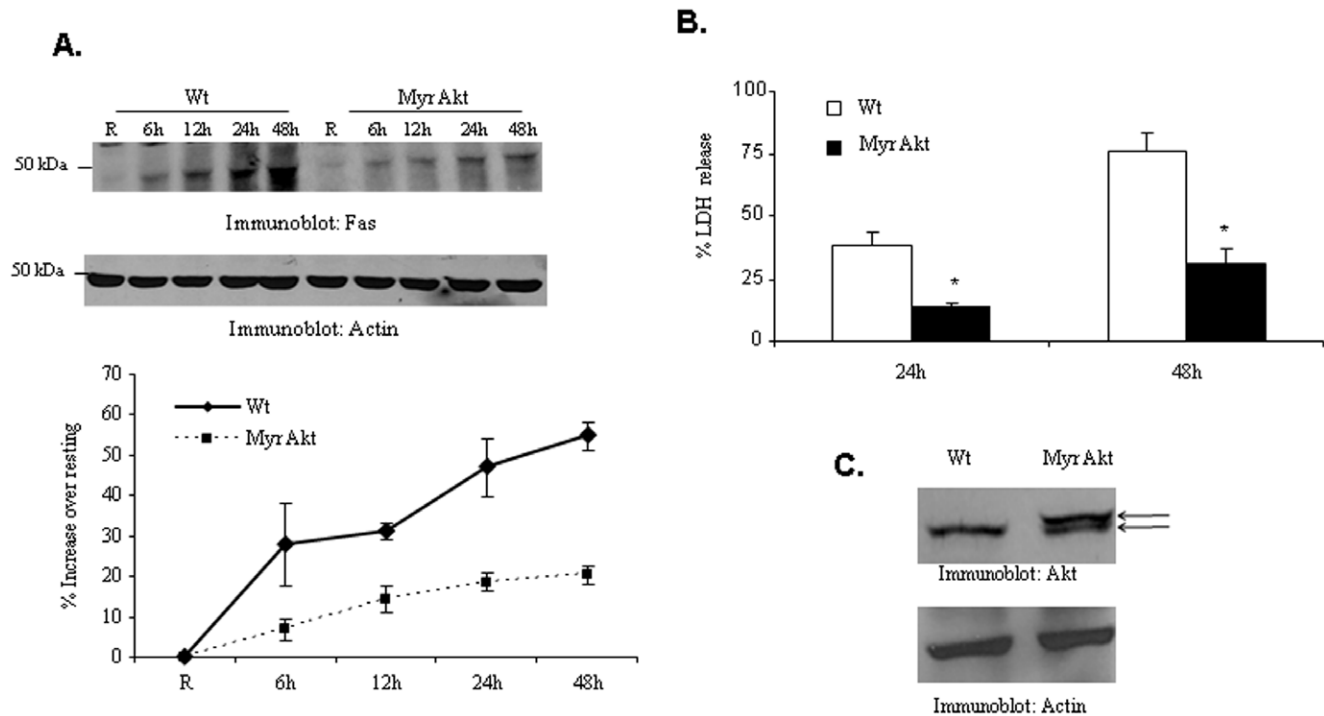 A.
Wt
MyrAkt
R 6h 12h 24h 48h R 6h 12h 24h 48h
50 kDa
Immunoblot: Fas
50 kDa
Immunoblot: Actin
70
60
50
40
30
20
10
0
% Increase over resting
Wt
MyrAkt
R 6h 12h 24h 48h
B.
100
75
50
25
0
% LDH release
Wt
MyrAkt
*
*
24h 48h
C.
Wt MyrAkt
Immunoblot: Akt
Immunoblot: Actin